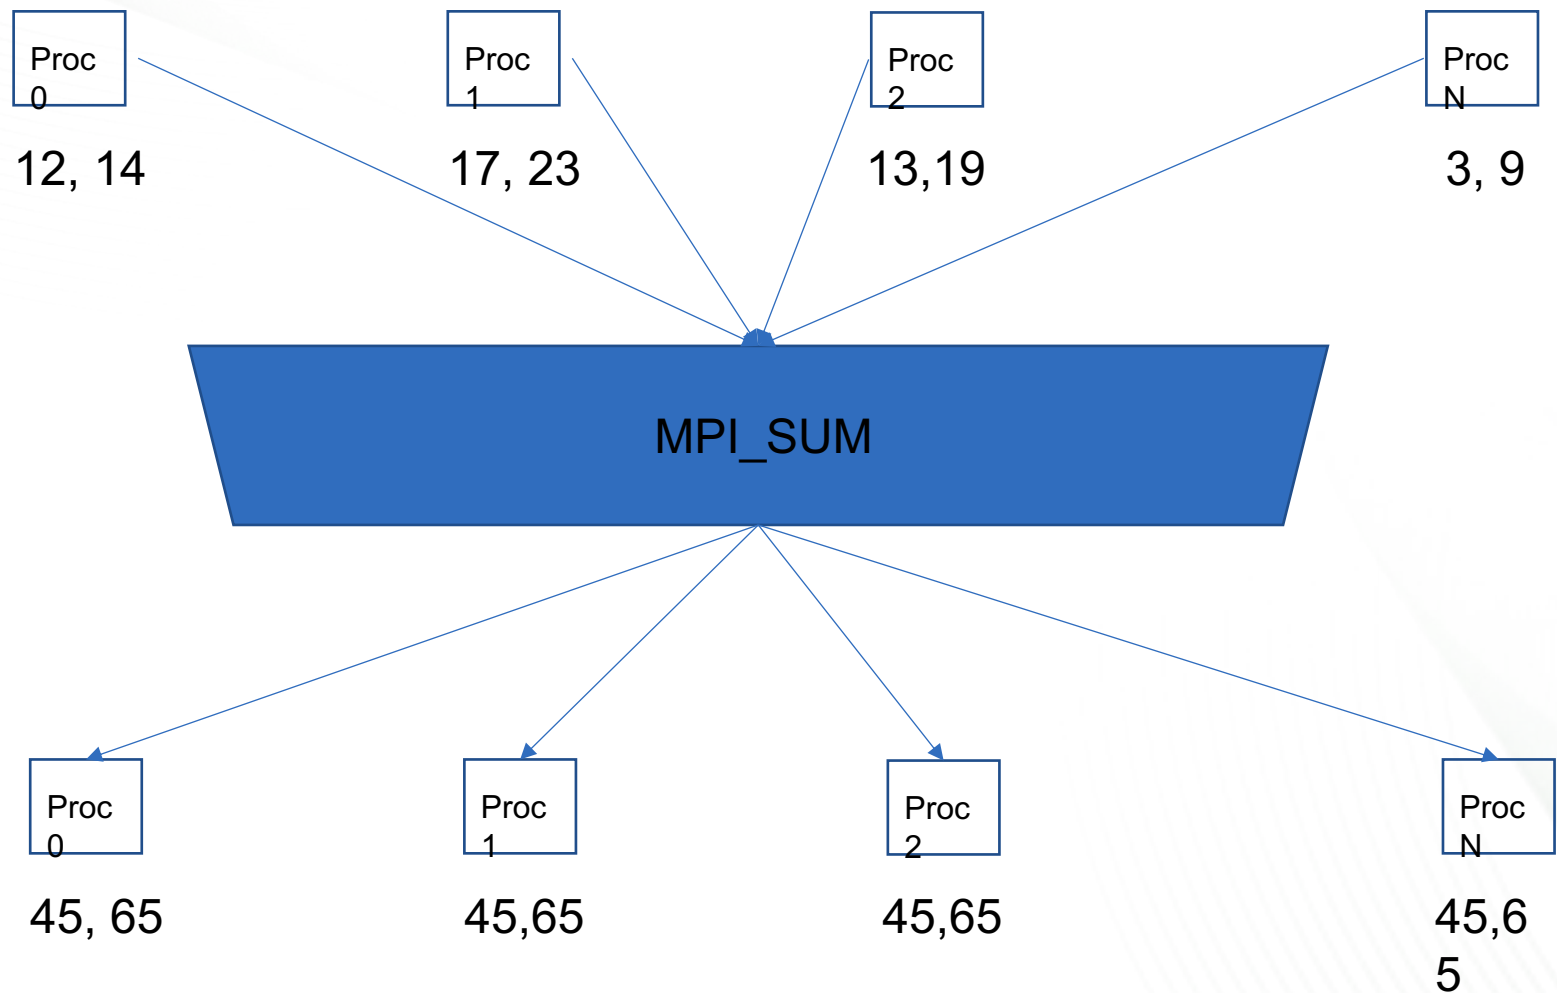 Proc
0
Proc
1
Proc
2
Proc
N
12, 14
17, 23
13,19
3, 9
MPI_SUM
Proc
0
Proc
1
Proc
2
Proc
N
45, 65
45,65
45,65
45,6
5